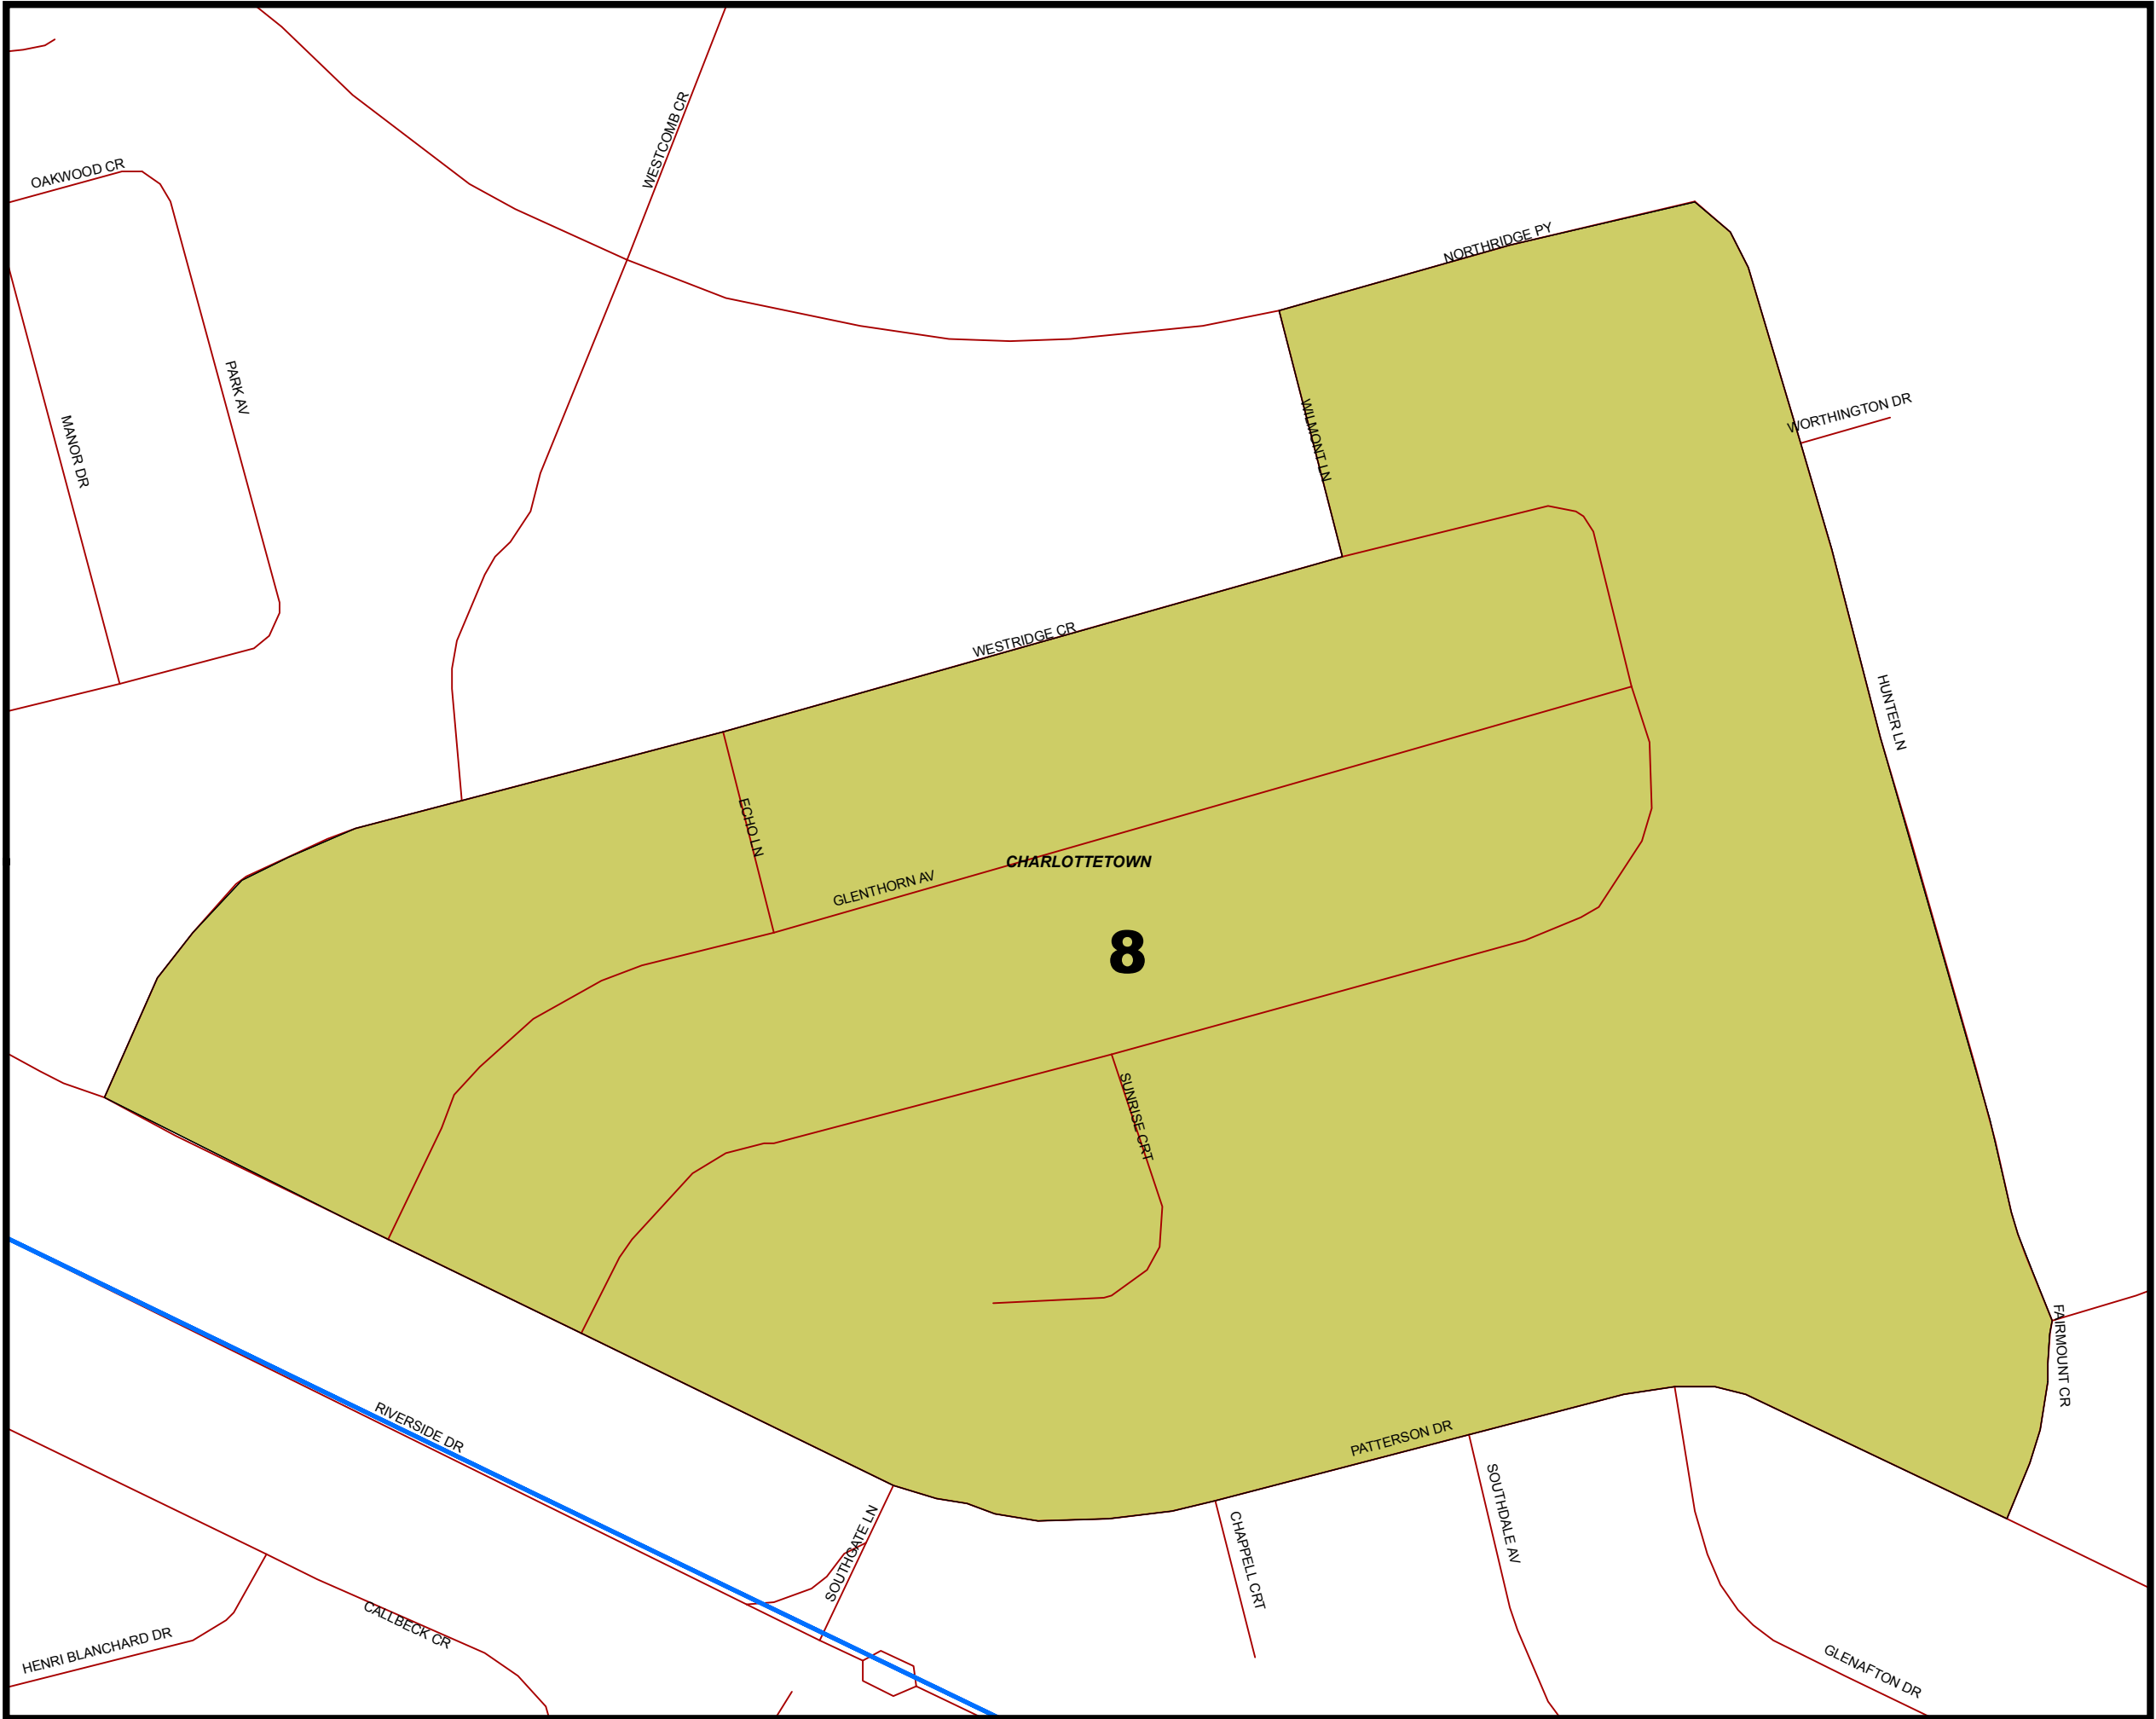 WESTCOMB CR
OAKWOOD CR
NORTHRIDGE PY
PARK AV
WORTHINGTON DR
MANOR DR
WILMONT LN
WESTRIDGE CR
HUNTER LN
ECHO LN
CHARLOTTETOWN
GLENTHORN AV
8
SUNRISE CRT
FAIRMOUNT CR
RIVERSIDE DR
PATTERSON DR
SOUTHGATE LN
SOUTHDALE AV
CHAPPELL CRT
CALLBECK CR
HENRI BLANCHARD DR
GLENAFTON DR